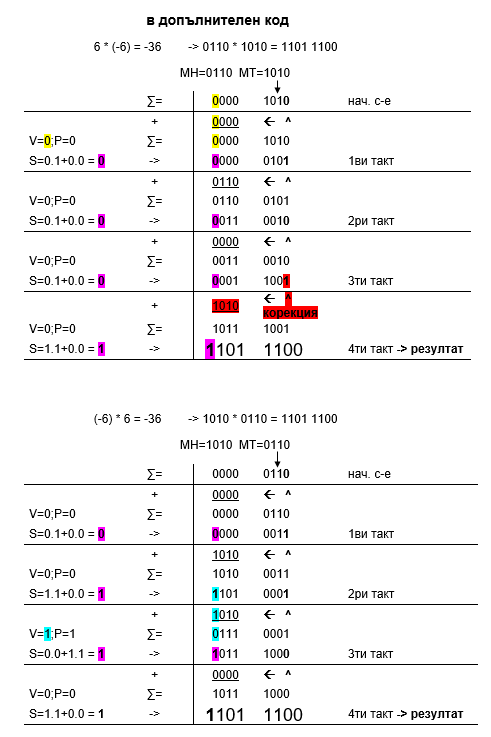 в допълнителен код
6 * (-6) = -36 -> 0110 * 1010 = 1101 1100
МН=0110 МТ=1010
∑= 0000 1010 нач. с-е
+ 0000 ← ^
V=0;P=0 ∑= 0000 1010
S=0.1+0.0 = 0 -> 0000 0101 1ви такт
+ 0110 ← ^
V=0;P=0 ∑= 0110 0101
S=0.1+0.0 = 0 -> 0011 0010 2ри такт
+ 0000 ← ^
V=0;P=0 ∑= 0011 0010
S=0.1+0.0 = 0 -> 0001 1001 3ти такт
+ 1010 ← ^
корекция
V=0;P=0 ∑= 1011 1001
S=1.1+0.0 = 1 -> 1101 1100 4ти такт -> резултат
(-6) * 6 = -36 -> 1010 * 0110 = 1101 1100
МН=1010 МТ=0110
∑= 0000 0110 нач. с-е
+ 0000 ← ^
V=0;P=0 ∑= 0000 0110
S=0.1+0.0 = 0 -> 0000 0011 1ви такт
+ 1010 ← ^
V=0;P=0 ∑= 1010 0011
S=1.1+0.0 = 1 -> 1101 0001 2ри такт
+ 1010 ← ^
V=1;P=1 ∑= 0111 0001
S=0.0+1.1 = 1 -> 1011 1000 3ти такт
+ 0000 ← ^
V=0;P=0 ∑= 1011 1000
S=1.1+0.0 = 1 -> 1101 1100 4ти такт -> резултат